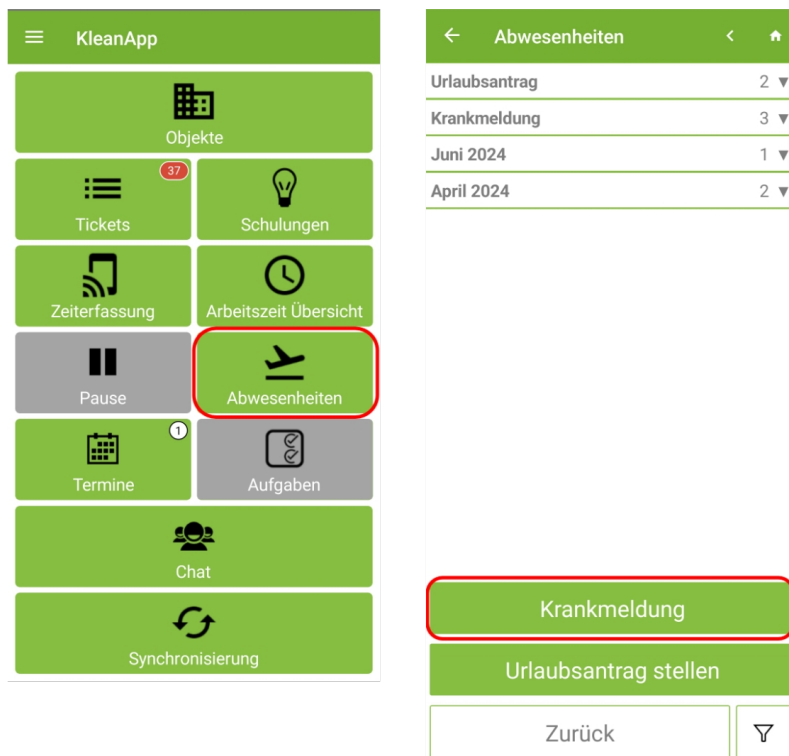 KleanApp
Objekte
37
Tickets
Schulungen
Zeiterfassung
Arbeitszeit Übersicht
Pause
Abwesenheiten
1
Termine
Aufgaben
Chat
Synchronisierung
Abwesenheiten
Urlaubsantrag 2
Krankmeldung 3
Juni 2024 1
April 2024 2
Krankmeldung
Urlaubsantrag stellen
Zurück